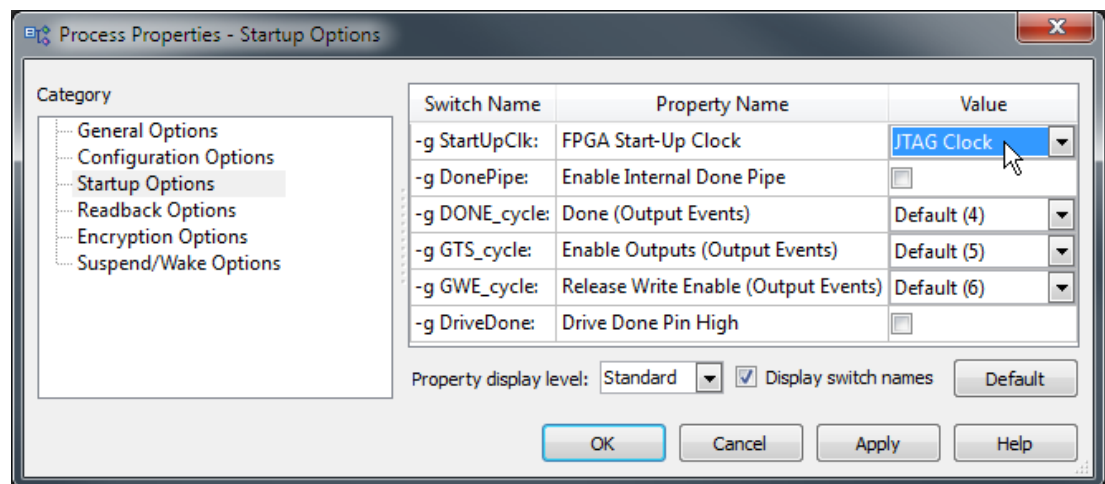 Process Properties - Startup Options
X
Category
General Options
Configuration Options
Startup Options
Readback Options
Encryption Options
Suspend/Wake Options
Switch Name Property Name Value
-g StartUpClk: FPGA Start-Up Clock JTAG Clock
-g DonePipe: Enable Internal Done Pipe
-g DONE_cycle: Done (Output Events) Default (4)
-g GTS_cycle: Enable Outputs (Output Events) Default (5)
-g GWE_cycle: Release Write Enable (Output Events) Default (6)
-g DriveDone: Drive Done Pin High
Property display level: Standard Display switch names Default
OK Cancel Apply Help